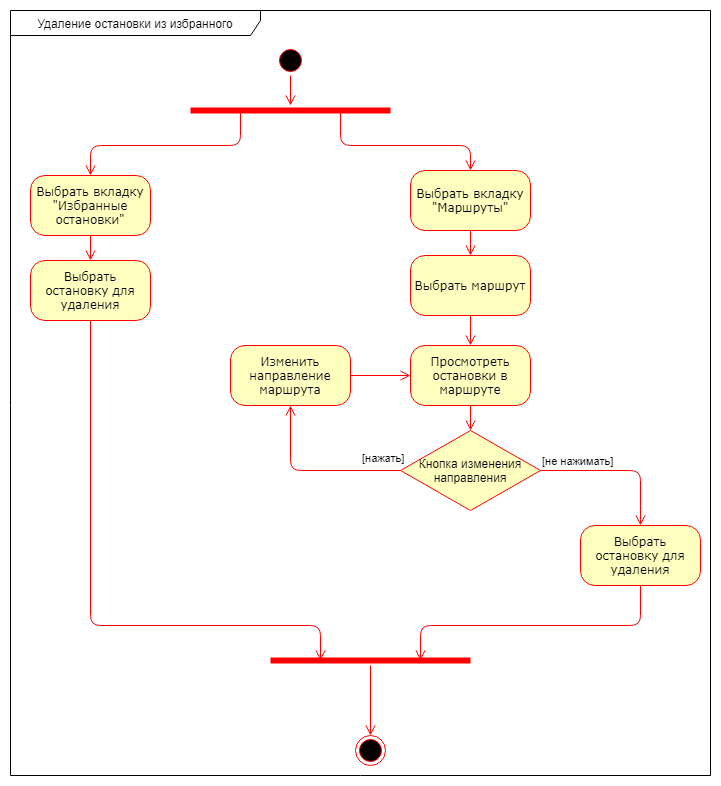 Удаление остановки из избранного
Выбрать вкладку
"Избранные
остановки"
Выбрать
остановку для
удаления
Выбрать вкладку
"Маршруты"
Выбрать маршрут
Изменить
направление
маршрута
Просмотреть
остановки в
маршруте
[нажать]
Кнопка изменения
направления
[не нажимать]
Выбрать
остановку для
удаления